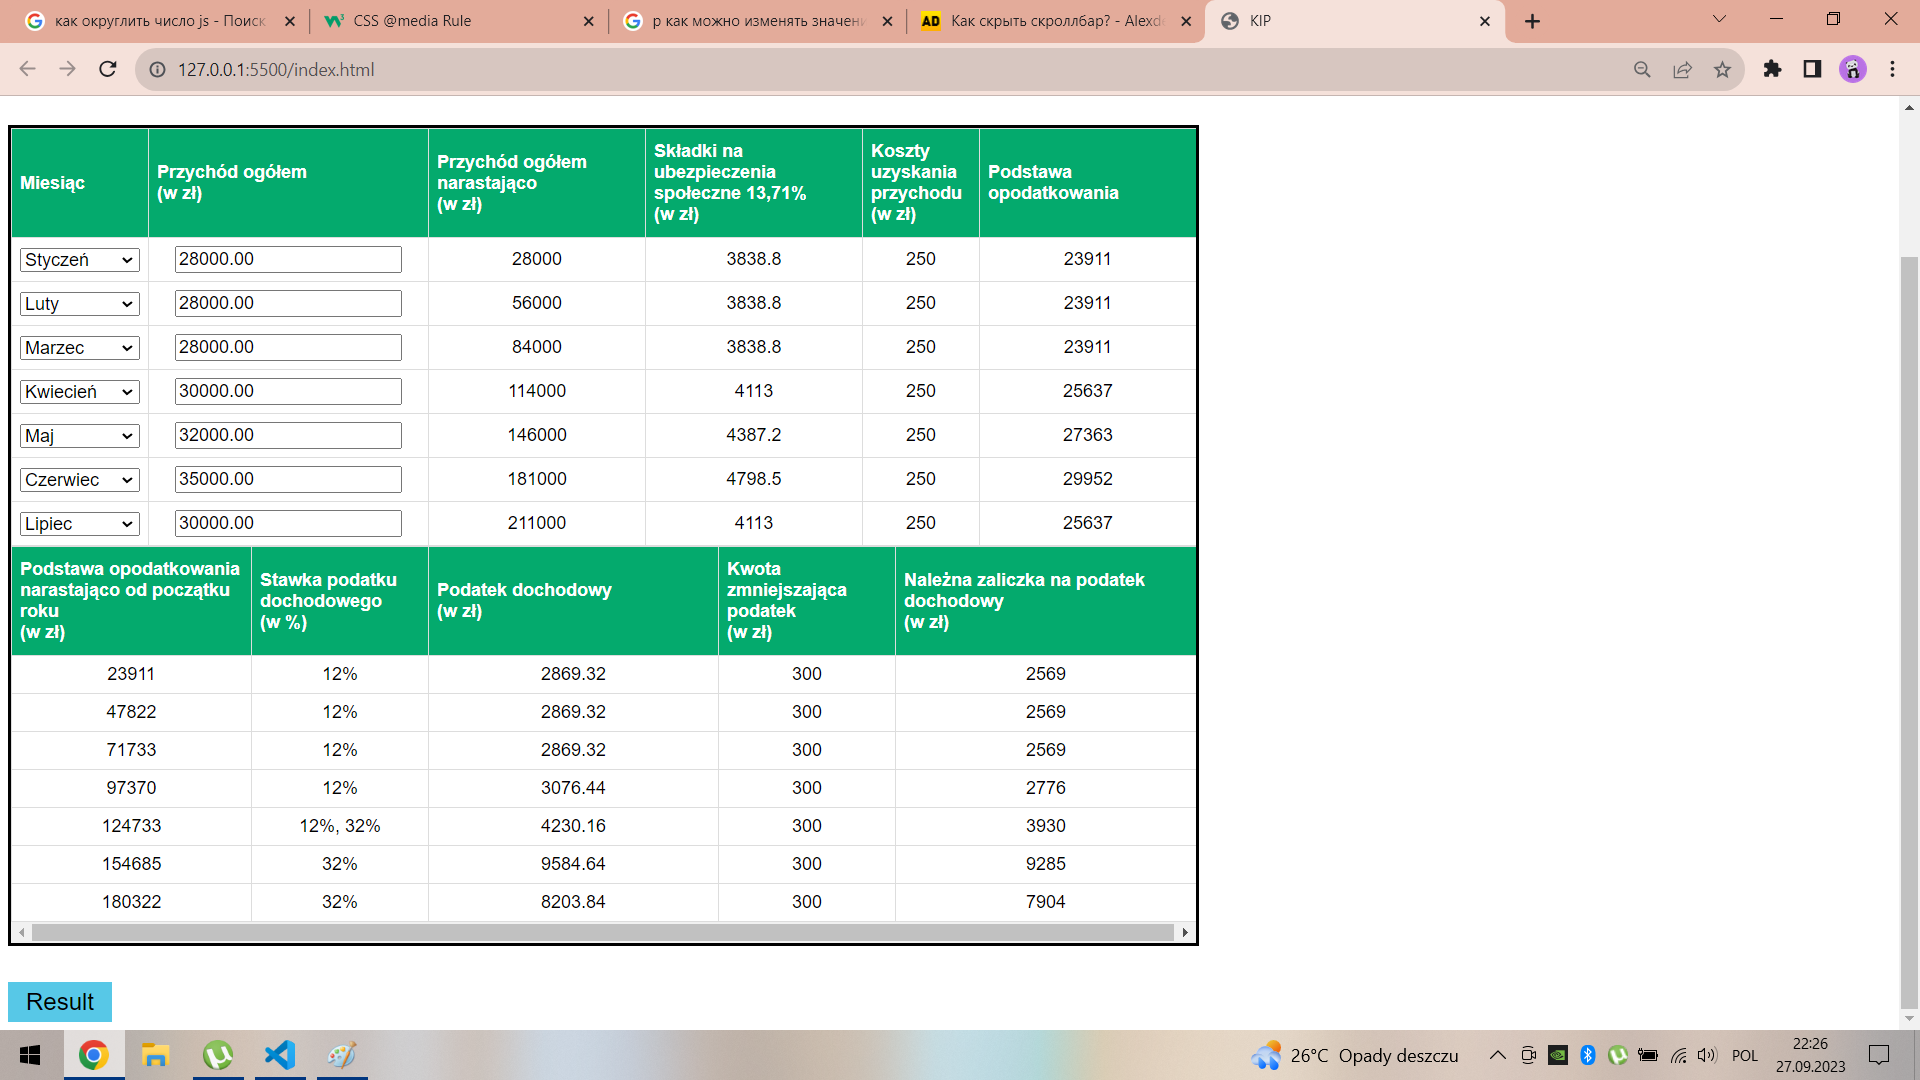 как округлить число js - Поиск
CSS @media Rule
р как можно изменять значени
AD Как скрыть скроллбар? - Alexde
KIP
127.0.0.1:5500/index.html
Miesiąc
Przychód ogółem
(w zł)
Przychód ogółem
narastająco
(w zł)
Składki na
ubezpieczenia
społeczne 13,71%
(w zł)
Koszty
uzyskania
przychodu
(w zł)
Podstawa
opodatkowania
Styczeń 28000.00 28000 3838.8 250 23911
Luty 28000.00 56000 3838.8 250 23911
Marzec 28000.00 84000 3838.8 250 23911
Kwiecień 30000.00 114000 4113 250 25637
Maj 32000.00 146000 4387.2 250 27363
Czerwiec 35000.00 181000 4798.5 250 29952
Lipiec 30000.00 211000 4113 250 25637
Podstawa opodatkowania
narastająco od początku
roku
(w zł)
Stawka podatku
dochodowego
(w %)
Podatek dochodowy
(w zł)
Kwota
zmniejszająca
podatek
(w zł)
Należna zaliczka na podatek
dochodowy
(w zł)
23911 12% 2869.32 300 2569
47822 12% 2869.32 300 2569
71733 12% 2869.32 300 2569
97370 12% 3076.44 300 2776
124733 12%, 32% 4230.16 300 3930
154685 32% 9584.64 300 9285
180322 32% 8203.84 300 7904
Result
26°C Opady deszczu
POL
22:26
27.09.2023